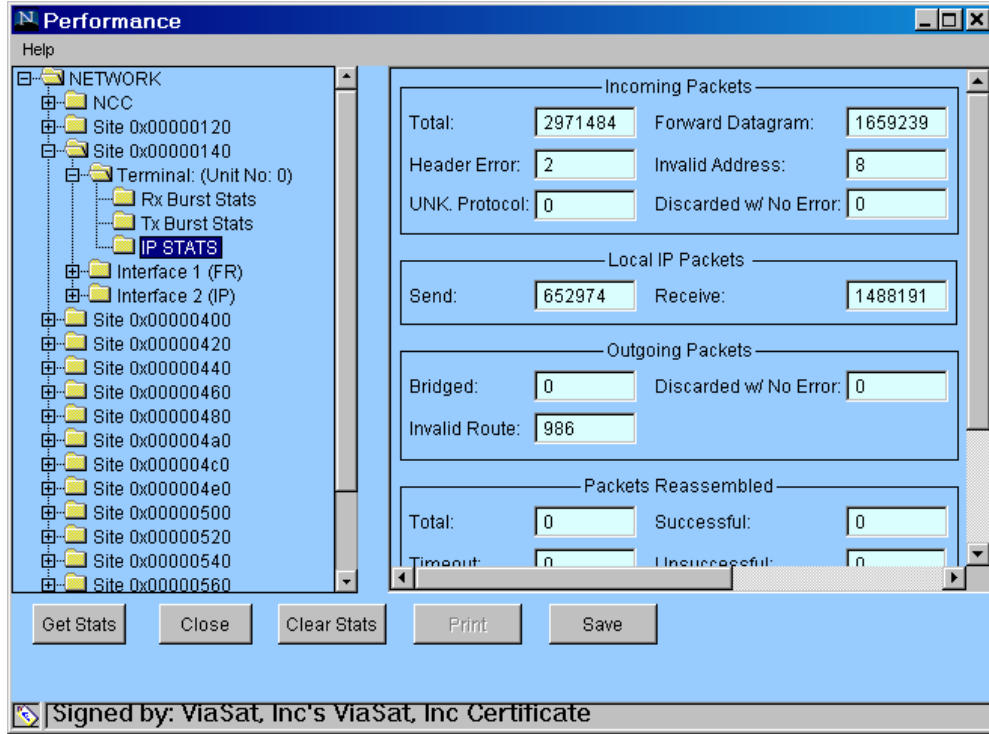 Performance
Help
NETWORK
NCC
Site 0x00000120
Site 0x00000140
Terminal: (Unit No: 0)
Rx Burst Stats
Tx Burst Stats
IP STATS
Interface 1 (FR)
Interface 2 (IP)
Site 0x00000400
Site 0x00000420
Site 0x00000440
Site 0x00000460
Site 0x00000480
Site 0x000004a0
Site 0x000004c0
Site 0x000004e0
Site 0x00000500
Site 0x00000520
Site 0x00000540
Site 0x00000560
Incoming Packets
Total: 2971484 Forward Datagram: 1659239
Header Error: 2 Invalid Address: 8
UNK. Protocol: 0 Discarded w/ No Error: 0
Local IP Packets
Send: 652974 Receive: 1488191
Outgoing Packets
Bridged: 0 Discarded w/ No Error: 0
Invalid Route: 986
Packets Reassembled
Total: 0 Successful: 0
Timeout: 0 Unsuccessful: 0
Get Stats Close Clear Stats Print Save
Signed by: ViaSat, Inc's ViaSat, Inc Certificate